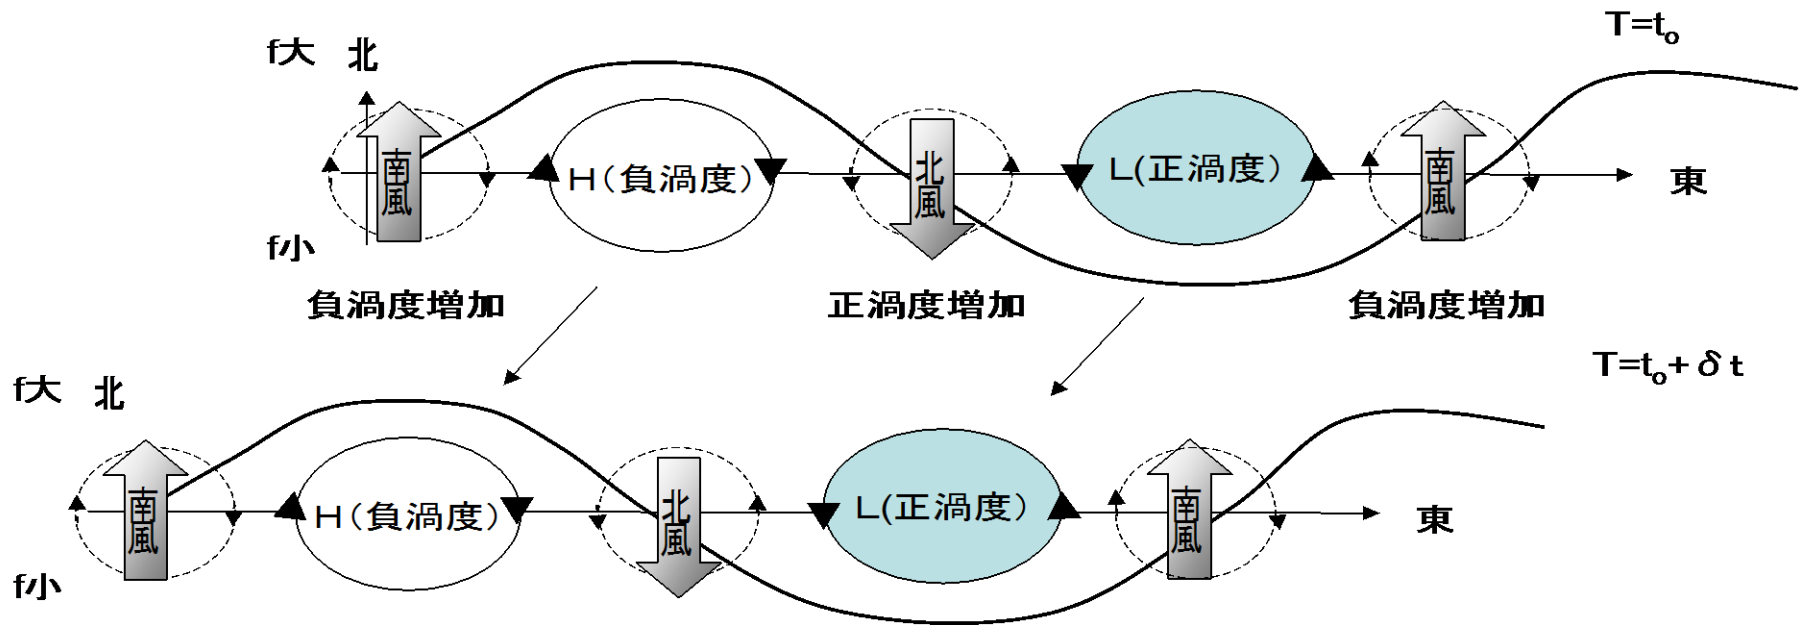 T=to
f大 北
南風
H(負渦度)
北風
L(正渦度)
南風
東
f小
負渦度増加
正渦度増加
負渦度増加
T=to+δt
f大 北
南風
H(負渦度)
北風
L(正渦度)
南風
東
f小